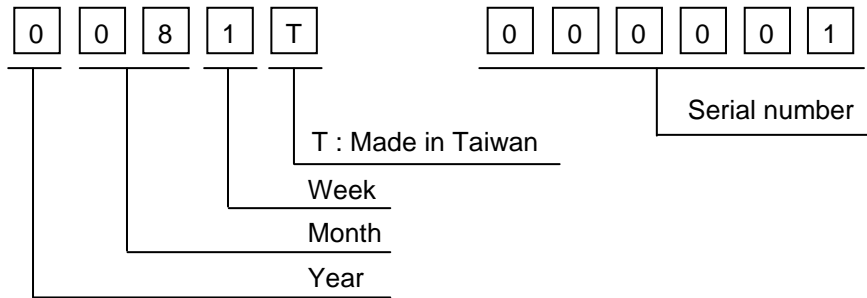 0 0 8 1 T 0 0 0 0 0 1
Serial number
T : Made in Taiwan
Week
Month
Year